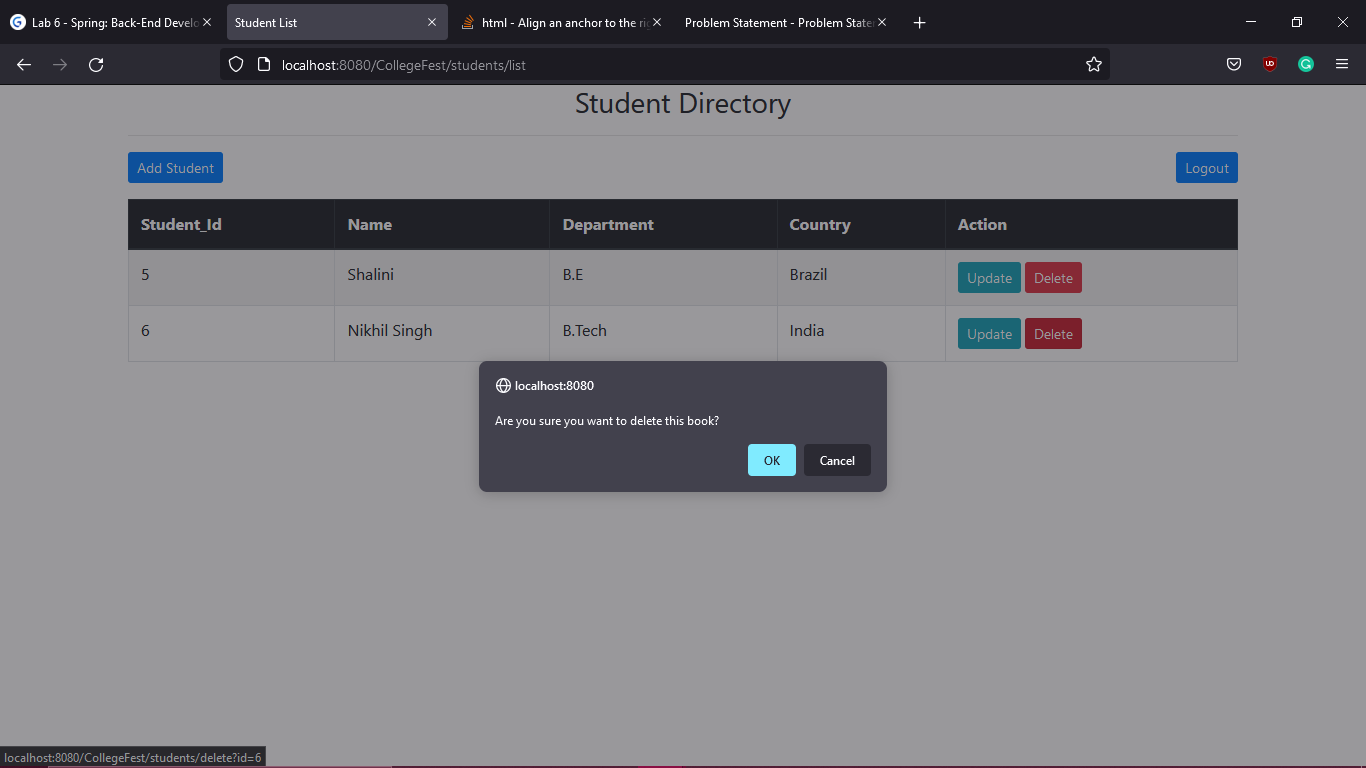 Lab 6 - Spring: Back-End Develo
Student List
html - Align an anchor to the rig
Problem Statement - Problem State
localhost:8080/CollegeFest/students/list
Student Directory
Add Student
Logout
Student_Id Name Department Country Action
5 Shalini B.E Brazil Update Delete
6 Nikhil Singh B.Tech India Update Delete
localhost:8080
Are you sure you want to delete this book?
OK Cancel
localhost:8080/CollegeFest/students/delete?id=6